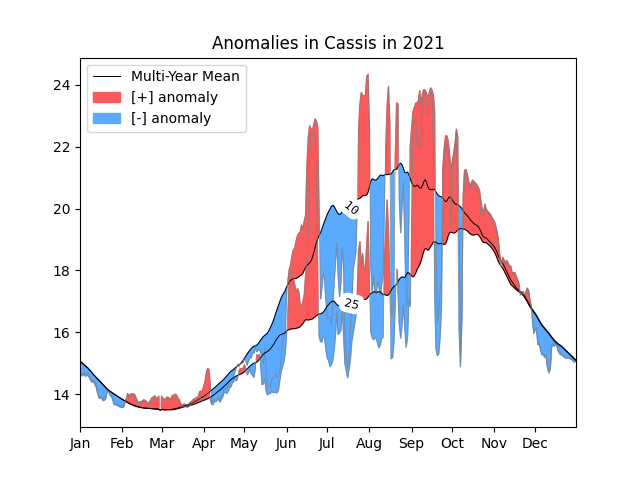 Anomalies in Cassis in 2021
Multi-Year Mean
[+] anomaly
[-] anomaly
24
22
20
18
16
14
10
25
Jan Feb Mar Apr May Jun Jul Aug Sep Oct Nov Dec